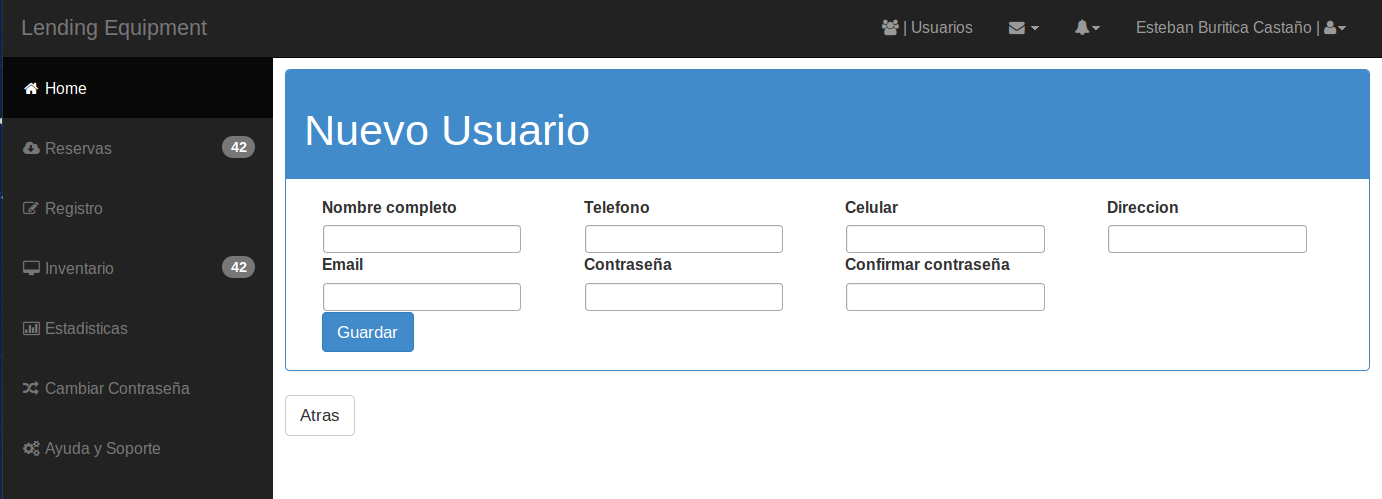 Lending Equipment
| Usuarios
Esteban Buritica Castaño |
Home
Reservas 42
Registro
Inventario 42
Estadisticas
Cambiar Contraseña
Ayuda y Soporte
Nuevo Usuario
Nombre completo Telefono Celular Direccion
Email Contraseña Confirmar contraseña
Guardar
Atras